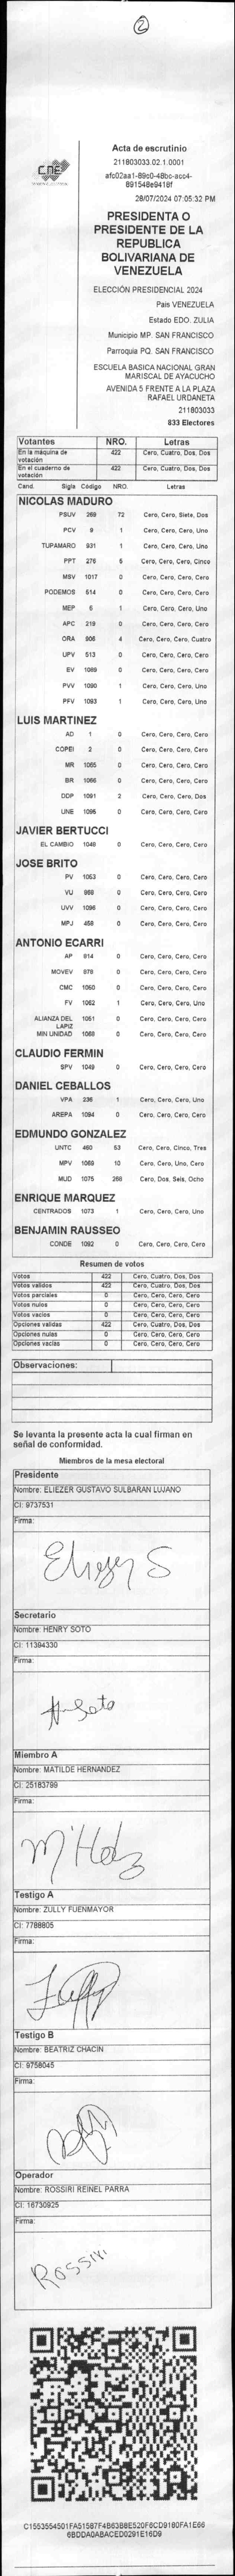 2
CNE
Acta de escrutinio
211803033.02.1.0001
afc02aa1-89c0-48bc-acc4-
891548e9418f
28/07/2024 07:05:32 PM
PRESIDENTA O
PRESIDENTE DE LA
REPUBLICA
BOLIVARIANA DE
VENEZUELA
ELECCIÓN PRESIDENCIAL 2024
Pais VENEZUELA
Estado EDO. ZULIA
Municipio MP. SAN FRANCISCO
Parroquia PQ. SAN FRANCISCO
ESCUELA BASICA NACIONAL GRAN
MARISCAL DE AYACUCHO
AVENIDA 5 FRENTE A LA PLAZA
RAFAEL URDANETA
211803033
833 Electores
Votantes NRO. Letras
En la máquina de votación 422 Cero, Cuatro, Dos, Dos
En el cuaderno de votación 422 Cero, Cuatro, Dos, Dos
Cand. Sigla Código NRO. Letras
NICOLAS MADURO
PSUV 269 72 Cero, Cero, Siete, Dos
PCV 9 1 Cero, Cero, Cero, Uno
TUPAMARO 931 1 Cero, Cero, Cero, Uno
PPT 276 5 Cero, Cero, Cero, Cinco
MSV 1017 0 Cero, Cero, Cero, Cero
PODEMOS 514 0 Cero, Cero, Cero, Cero
MEP 6 1 Cero, Cero, Cero, Uno
APC 219 0 Cero, Cero, Cero, Cero
ORA 906 4 Cero, Cero, Cero, Cuatro
UPV 513 0 Cero, Cero, Cero, Cero
EV 1089 0 Cero, Cero, Cero, Cero
PVV 1090 1 Cero, Cero, Cero, Uno
PFV 1093 1 Cero, Cero, Cero, Uno
LUIS MARTINEZ
AD 1 0 Cero, Cero, Cero, Cero
COPEI 2 0 Cero, Cero, Cero, Cero
MR 1055 0 Cero, Cero, Cero, Cero
BR 1086 0 Cero, Cero, Cero, Cero
DDP 1091 2 Cero, Cero, Cero, Dos
UNE 1095 0 Cero, Cero, Cero, Cero
JAVIER BERTUCCI
EL CAMBIO 1048 0 Cero, Cero, Cero, Cero
JOSE BRITO
PV 1053 0 Cero, Cero, Cero, Cero
VU 969 0 Cero, Cero, Cero, Cero
UVV 1096 0 Cero, Cero, Cero, Cero
MPJ 458 0 Cero, Cero, Cero, Cero
ANTONIO ECARRI
AP 914 0 Cero, Cero, Cero, Cero
MOVEV 978 0 Cero, Cero, Cero, Cero
CMC 1060 0 Cero, Cero, Cero, Cero
FV 1062 1 Cero, Cero, Cero, Uno
ALIANZA DEL LAPIZ 1051 0 Cero, Cero, Cero, Cero
MIN UNIDAD 1068 0 Cero, Cero, Cero, Cero
CLAUDIO FERMIN
SPV 1049 0 Cero, Cero, Cero, Cero
DANIEL CEBALLOS
VPA 236 1 Cero, Cero, Cero, Uno
AREPA 1094 0 Cero, Cero, Cero, Cero
EDMUNDO GONZALEZ
UNTC 460 53 Cero, Cero, Cinco, Tres
MPV 1069 10 Cero, Cero, Uno, Cero
MUD 1075 268 Cero, Dos, Seis, Ocho
ENRIQUE MARQUEZ
CENTRADOS 1073 1 Cero, Cero, Cero, Uno
BENJAMIN RAUSSEO
CONDE 1092 0 Cero, Cero, Cero, Cero
Resumen de votos
Votos 422 Cero, Cuatro, Dos, Dos
Votos validos 422 Cero, Cuatro, Dos, Dos
Votos parciales 0 Cero, Cero, Cero, Cero
Votos nulos 0 Cero, Cero, Cero, Cero
Votos vacios 0 Cero, Cero, Cero, Cero
Opciones validas 422 Cero, Cuatro, Dos, Dos
Opciones nulas 0 Cero, Cero, Cero, Cero
Opciones vacias 0 Cero, Cero, Cero, Cero
Observaciones:
Se levanta la presente acta la cual firman en
señal de conformidad.
Miembros de la mesa electoral
Presidente
Nombre: ELIEZER GUSTAVO SULBARAN LUJANO
CI: 9737531
Firma:
Eliezer S
Secretario
Nombre: HENRY SOTO
CI: 11394330
Firma:
H. Soto
Miembro A
Nombre: MATILDE HERNANDEZ
CI: 25183799
Firma:
Testigo A
Nombre: ZULLY FUENMAYOR
CI: 7788805
Firma:
Zully
Testigo B
Nombre: BEATRIZ CHACIN
CI: 9758045
Firma:
Operador
Nombre: ROSSIRI REINEL PARRA
CI: 16730925
Firma:
ROSSIRI
C1553554501FA51587F4B63B8E520F6CD9180FA1E66
6BDDA0ABACED0291E16D9